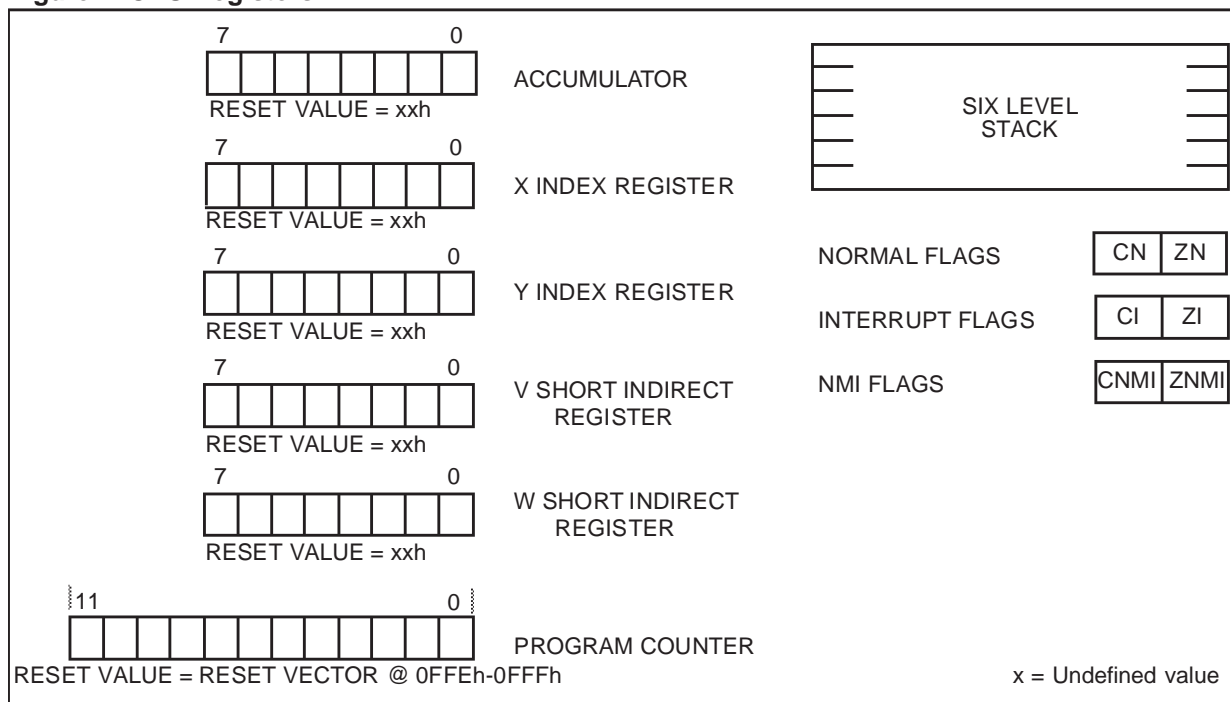 7 0
ACCUMULATOR
RESET VALUE = xxh
7 0
X INDEX REGISTER
RESET VALUE = xxh
7 0
Y INDEX REGISTER
RESET VALUE = xxh
7 0
V SHORT INDIRECT
REGISTER
RESET VALUE = xxh
7 0
W SHORT INDIRECT
REGISTER
RESET VALUE = xxh
11 0
PROGRAM COUNTER
RESET VALUE = RESET VECTOR @ 0FFEh-0FFFh
SIX LEVEL
STACK
NORMAL FLAGS CN ZN
INTERRUPT FLAGS CI ZI
NMI FLAGS CNMI ZNMI
x = Undefined value